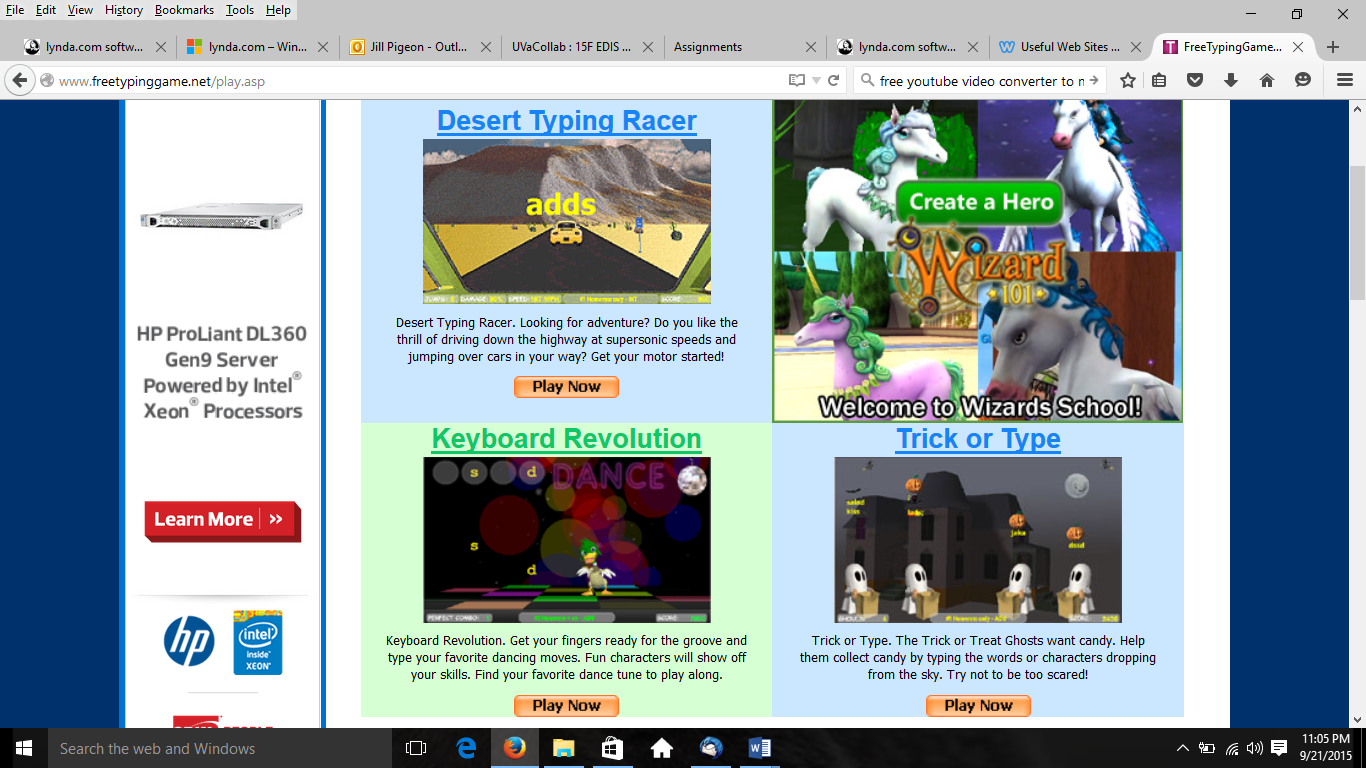 File Edit View History Bookmarks Tools Help
lynda.com softw...
lynda.com – Win...
Jill Pigeon - Outl...
UVaCollab : 15F EDIS ...
Assignments
lynda.com softw...
Useful Web Sites ...
FreeTypingGame...
www.freetypinggame.net/play.asp
free youtube video converter to
HP ProLiant DL360
Gen9 Server
Powered by Intel®
Xeon® Processors
Learn More »
hp
intel
inside™
XEON®
Desert Typing Racer
adds
Desert Typing Racer. Looking for adventure? Do you like the
thrill of driving down the highway at supersonic speeds and
jumping over cars in your way? Get your motor started!
Play Now
Create a Hero
Wizard
101
Welcome to Wizards School!
Keyboard Revolution
s d
DANCE
s
d
Keyboard Revolution. Get your fingers ready for the groove and
type your favorite dancing moves. Fun characters will show off
your skills. Find your favorite dance tune to play along.
Play Now
Trick or Type
salad
kiss
jaka
Trick or Type. The Trick or Treat Ghosts want candy. Help
them collect candy by typing the words or characters dropping
from the sky. Try not to be too scared!
Play Now
Search the web and Windows
11:05 PM
9/21/2015